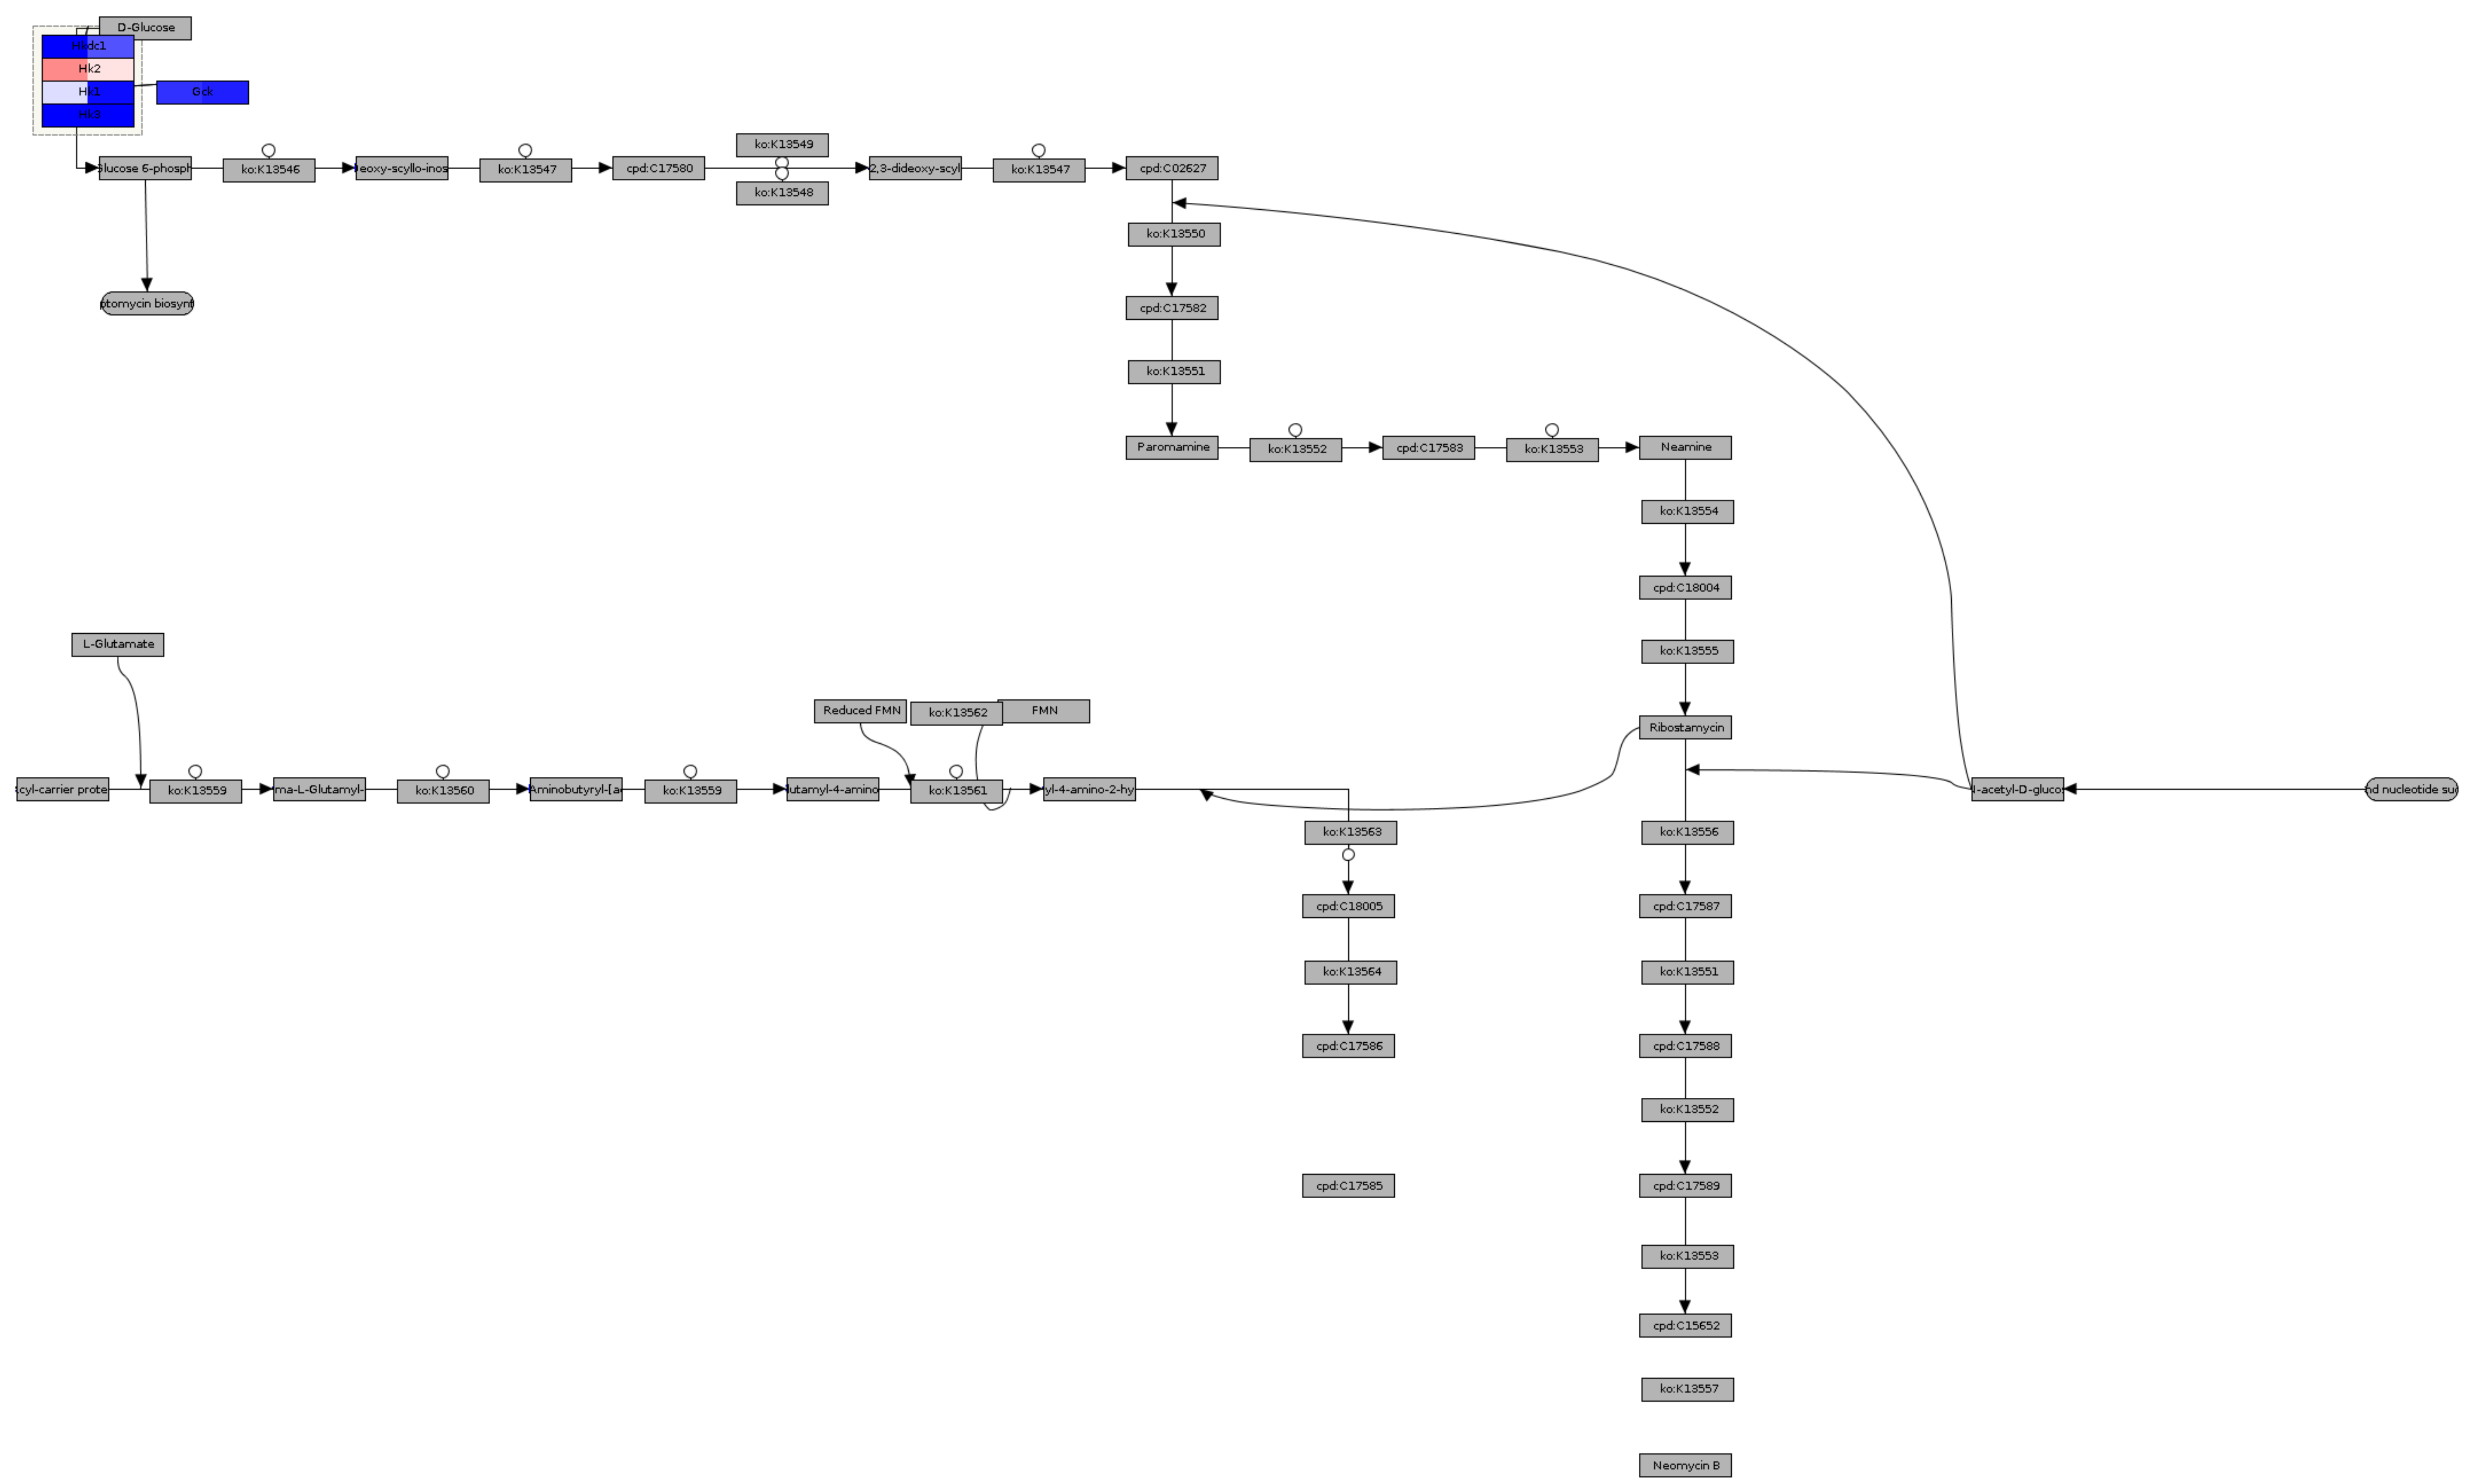 D-Glucose
Hkdc1
Hk2
Hk1
Gck
Hk3
ko:K13549
Glucose 6-phosph
ko:K13546
eoxy-scyllo-inos
ko:K13547
cpd:C17580
2,3-dideoxy-scyl
ko:K13547
cpd:C02627
ko:K13548
ko:K13550
ptomycin biosynt
cpd:C17582
ko:K13551
Paromamine
ko:K13552
cpd:C17583
ko:K13553
Neamine
ko:K13554
cpd:C18004
L-Glutamate
ko:K13555
Reduced FMN
ko:K13562
FMN
Ribostamycin
cyl-carrier prote
ko:K13559
ma-L-Glutamyl-
ko:K13560
Aminobutyryl-[a
ko:K13559
lutamyl-4-amino
ko:K13561
yl-4-amino-2-hy
N-acetyl-D-glucos
nd nucleotide sug
ko:K13563
ko:K13556
cpd:C18005
cpd:C17587
ko:K13564
ko:K13551
cpd:C17586
cpd:C17588
ko:K13552
cpd:C17585
cpd:C17589
ko:K13553
cpd:C15652
ko:K13557
Neomycin B